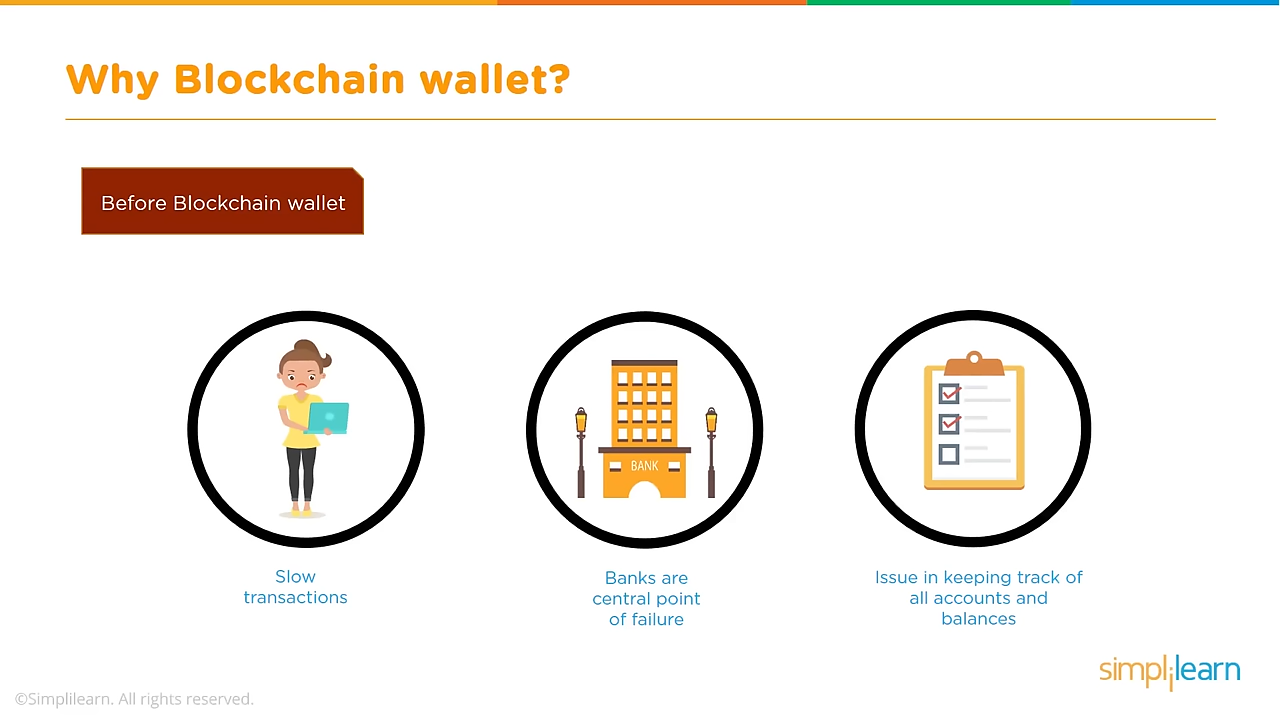 Why Blockchain wallet?
Before Blockchain wallet
BANK
Slow
transactions
Banks are
central point
of failure
Issue in keeping track of
all accounts and
balances
simplilearn
©Simplilearn. All rights reserved.